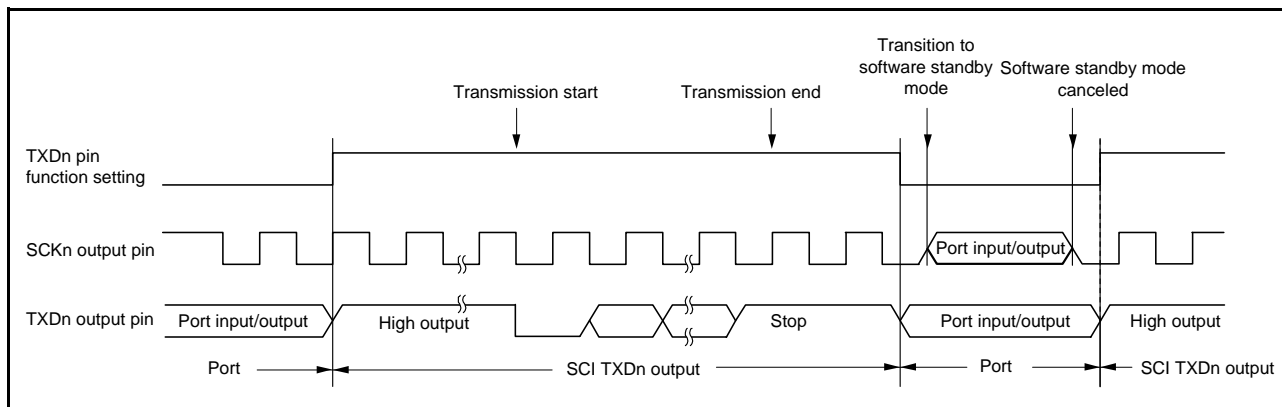 Transition to
software standby
mode
Software standby mode
canceled
Transmission start
Transmission end
TXDn pin
function setting
SCKn output pin
Port input/output
TXDn output pin
Port input/output
High output
Stop
Port input/output
High output
Port
SCI TXDn output
Port
SCI TXDn output